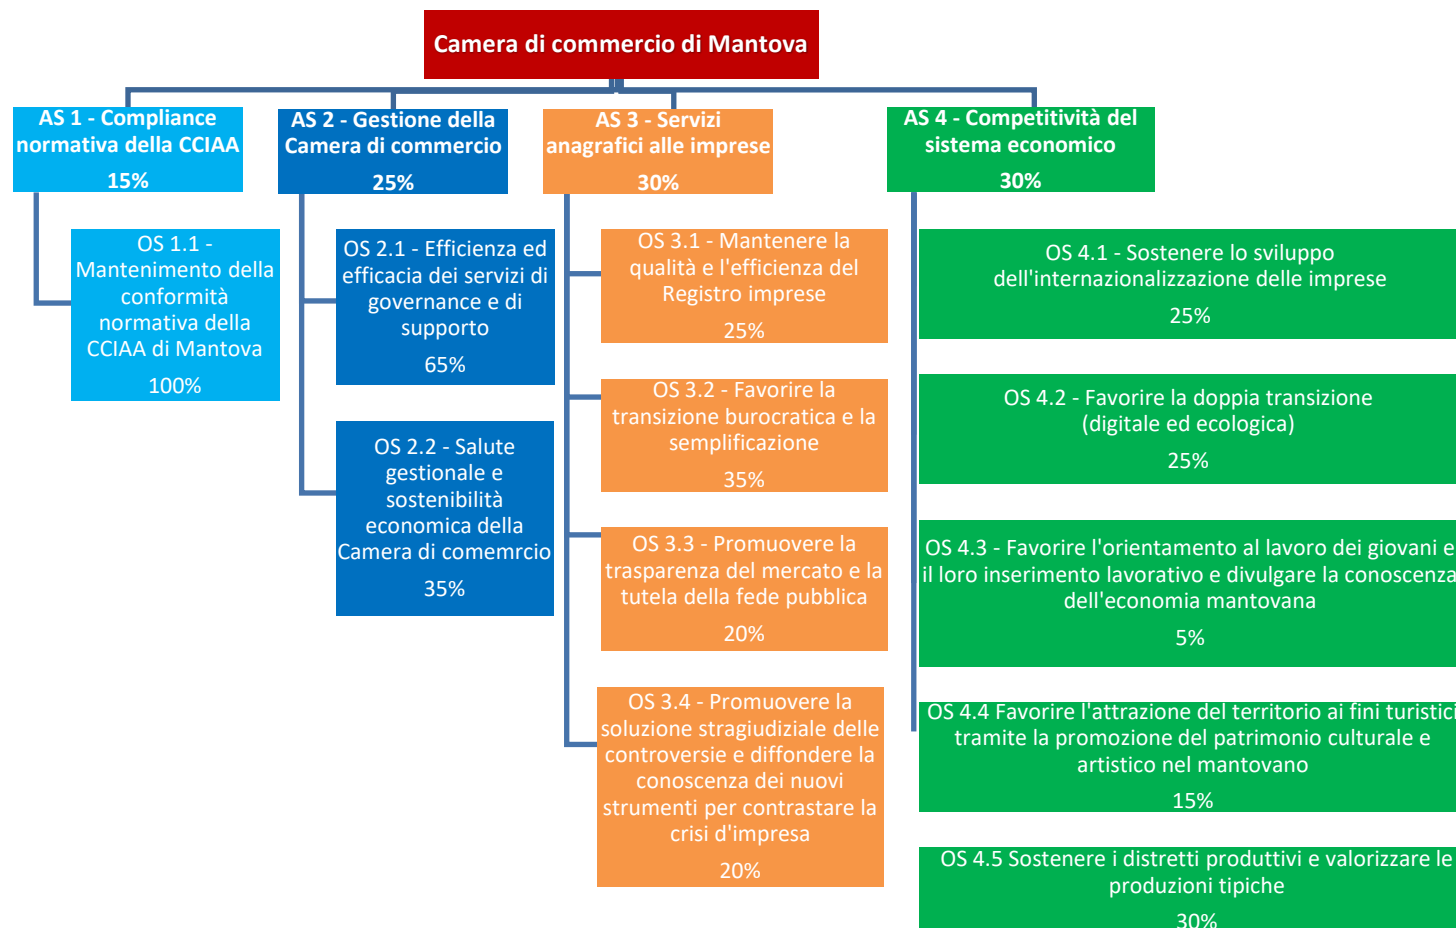 Camera di commercio di Mantova
AS 1 - Compliance
normativa della CCIAA
15%
OS 1.1 -
Mantenimento della
conformità
normativa della
CCIAA di Mantova
100%
AS 2 - Gestione della
Camera di commercio
25%
OS 2.1 - Efficienza ed
efficacia dei servizi di
governance e di
supporto
65%
OS 2.2 - Salute
gestionale e
sostenibilità
economica della
Camera di comemrcio
35%
AS 3 - Servizi
anagrafici alle imprese
30%
OS 3.1 - Mantenere la
qualità e l'efficienza del
Registro imprese
25%
OS 3.2 - Favorire la
transizione burocratica e la
semplificazione
35%
OS 3.3 - Promuovere la
trasparenza del mercato e la
tutela della fede pubblica
20%
OS 3.4 - Promuovere la
soluzione stragiudiziale delle
controversie e diffondere la
conoscenza dei nuovi
strumenti per contrastare la
crisi d'impresa
20%
AS 4 - Competitività del
sistema economico
30%
OS 4.1 - Sostenere lo sviluppo
dell'internazionalizzazione delle imprese
25%
OS 4.2 - Favorire la doppia transizione
(digitale ed ecologica)
25%
OS 4.3 - Favorire l'orientamento al lavoro dei giovani e
il loro inserimento lavorativo e divulgare la conoscenza
dell'economia mantovana
5%
OS 4.4 Favorire l'attrazione del territorio ai fini turistici
tramite la promozione del patrimonio culturale e
artistico nel mantovano
15%
OS 4.5 Sostenere i distretti produttivi e valorizzare le
produzioni tipiche
30%